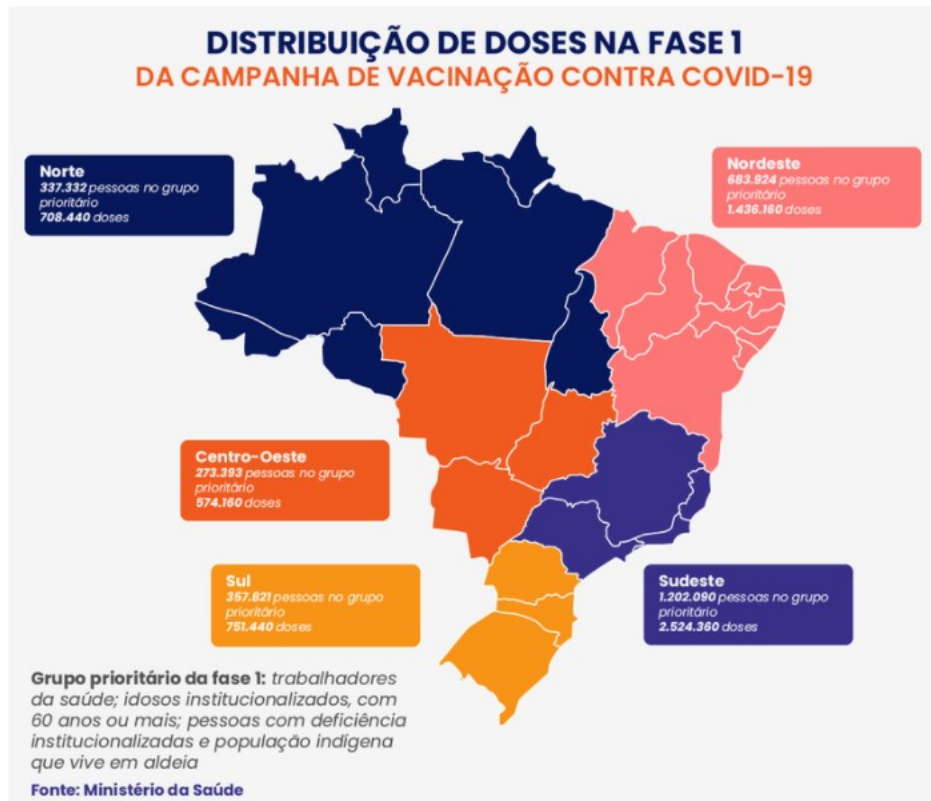 DISTRIBUIÇÃO DE DOSES NA FASE 1
DA CAMPANHA DE VACINAÇÃO CONTRA COVID-19
Norte
337.332 pessoas no grupo
prioritário
708.440 doses
Nordeste
683.924 pessoas no grupo
prioritário
1.436.160 doses
Centro-Oeste
273.393 pessoas no grupo
prioritário
574.160 doses
Sul
357.821 pessoas no grupo
prioritário
751.440 doses
Sudeste
1.202.090 pessoas no grupo
prioritário
2.524.360 doses
Grupo prioritário da fase 1: trabalhadores
da saúde; idosos institucionalizados, com
60 anos ou mais; pessoas com deficiência
institucionalizadas e população indígena
que vive em aldeia
Fonte: Ministério da Saúde